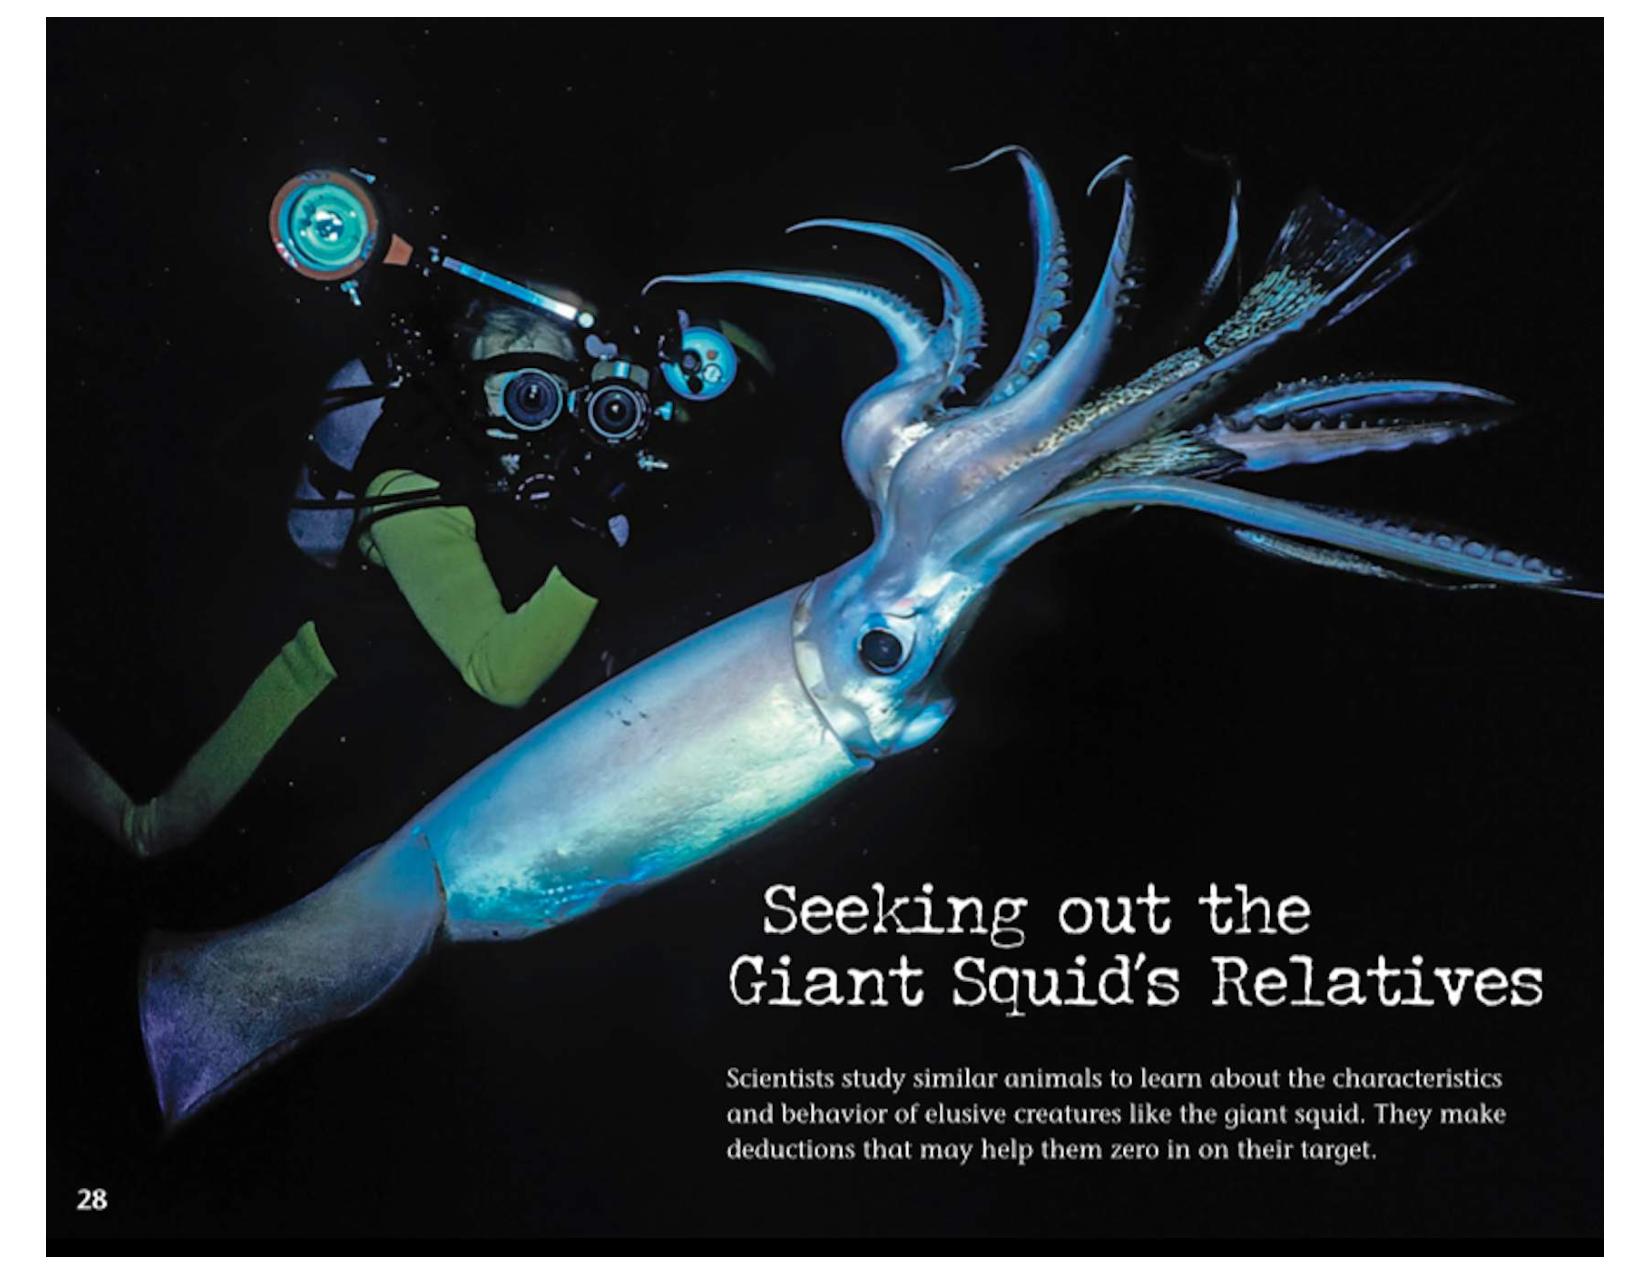 Seeking out the
Giant Squid's Relatives
Scientists study similar animals to learn about the characteristics
and behavior of elusive creatures like the giant squid. They make
deductions that may help them zero in on their target.
28